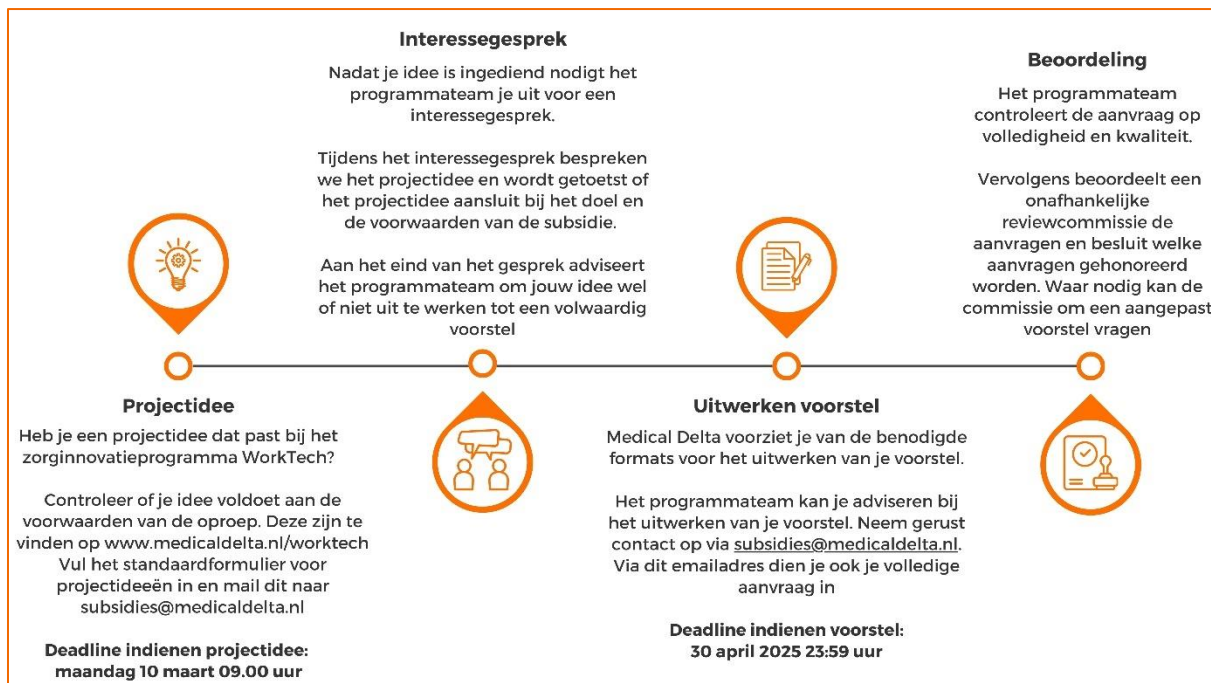 Projectidee
Heb je een projectidee dat past bij het
zorginnovatieprogramma WorkTech?
Controleer of je idee voldoet aan de
voorwaarden van de oproep. Deze zijn te
vinden op www.medicaldelta.nl/worktech
Vul het standaardformulier voor
projectideeën in en mail dit naar
subsidies@medicaldelta.nl
Deadline indienen projectidee:
maandag 10 maart 09.00 uur
Interessegesprek
Nadat je idee is ingediend nodigt het
programmateam je uit voor een
interessegesprek.
Tijdens het interessegesprek bespreken
we het projectidee en wordt getoetst of
het projectidee aansluit bij het doel en
de voorwaarden van de subsidie.
Aan het eind van het gesprek adviseert
het programmateam om jouw idee wel
of niet uit te werken tot een volwaardig
voorstel
Uitwerken voorstel
Medical Delta voorziet je van de benodigde
formats voor het uitwerken van je voorstel.
Het programmateam kan je adviseren bij
het uitwerken van je voorstel. Neem gerust
contact op via subsidies@medicaldelta.nl.
Via dit emailadres dien je ook je volledige
aanvraag in
Deadline indienen voorstel:
30 april 2025 23:59 uur
Beoordeling
Het programmateam
controleert de aanvraag op
volledigheid en kwaliteit.
Vervolgens beoordeelt een
onafhankelijke
reviewcommissie de
aanvragen en besluit welke
aanvragen gehonoreerd
worden. Waar nodig kan de
commissie om een aangepast
voorstel vragen